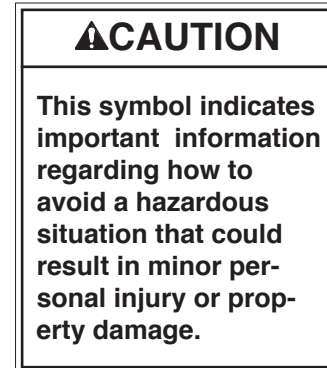 ⚠CAUTION
This symbol indicates
important information
regarding how to
avoid a hazardous
situation that could
result in minor per-
sonal injury or prop-
erty damage.